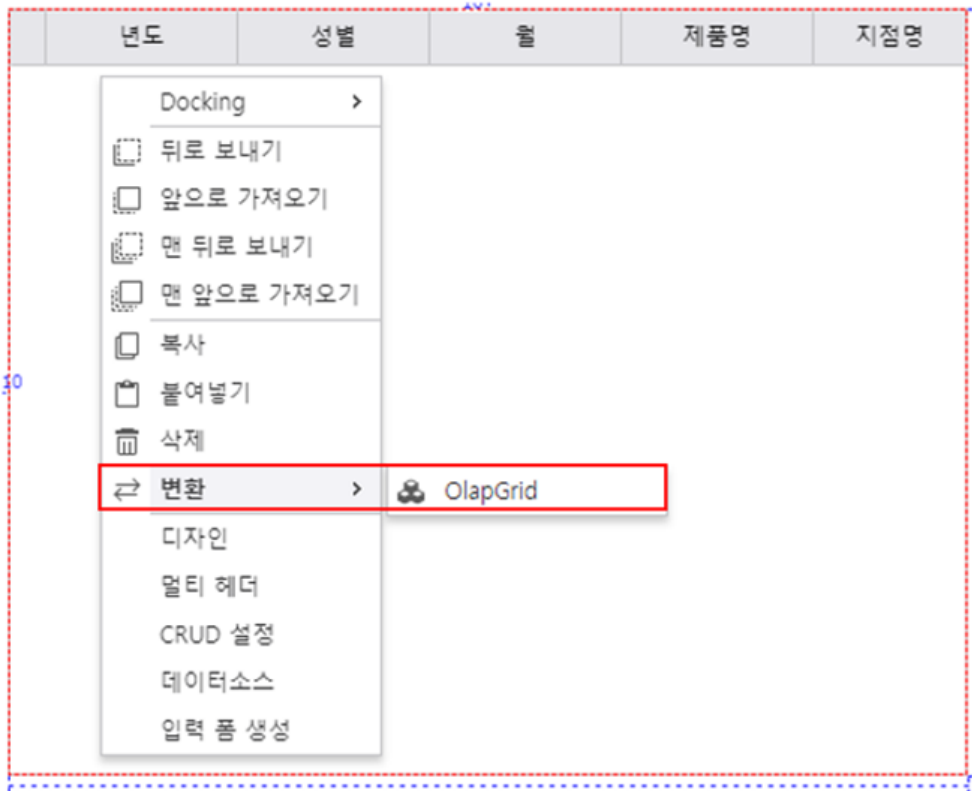 년도 성별 월 제품명 지점명
Docking >
뒤로 보내기
앞으로 가져오기
맨 뒤로 보내기
맨 앞으로 가져오기
복사
10
붙여넣기
삭제
변환 > OlapGrid
디자인
멀티 헤더
CRUD 설정
데이터소스
입력 폼 생성